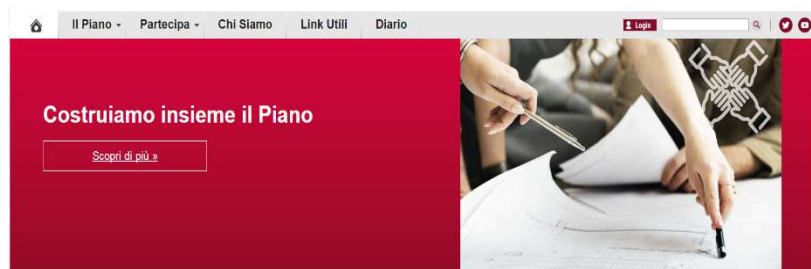 Il Piano Partecipa Chi Siamo Link Utili Diario Login
Costruiamo insieme il Piano
Scopri di più »